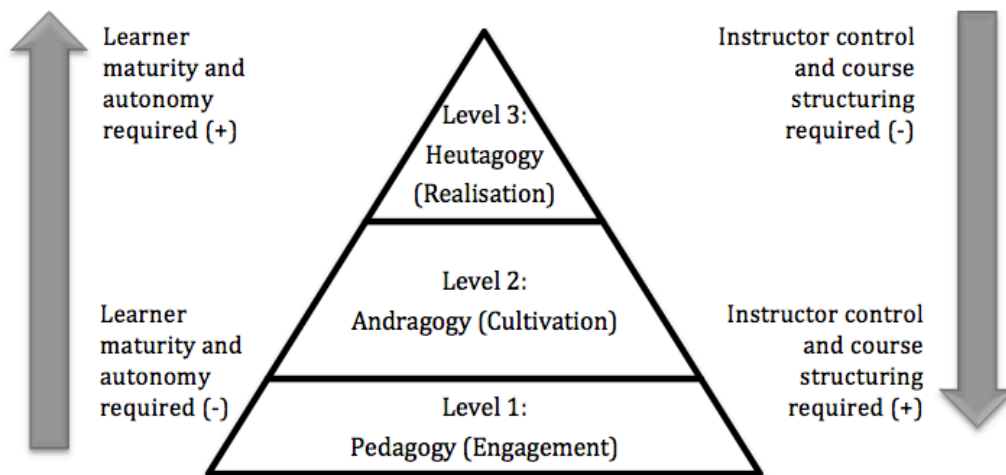 Learner
maturity and
autonomy
required (+)
Instructor control
and course
structuring
required (-)
Level 3:
Heutagogy
(Realisation)
Level 2:
Andragogy (Cultivation)
Learner
maturity and
autonomy
required (-)
Instructor control
and course
structuring
required (+)
Level 1:
Pedagogy (Engagement)